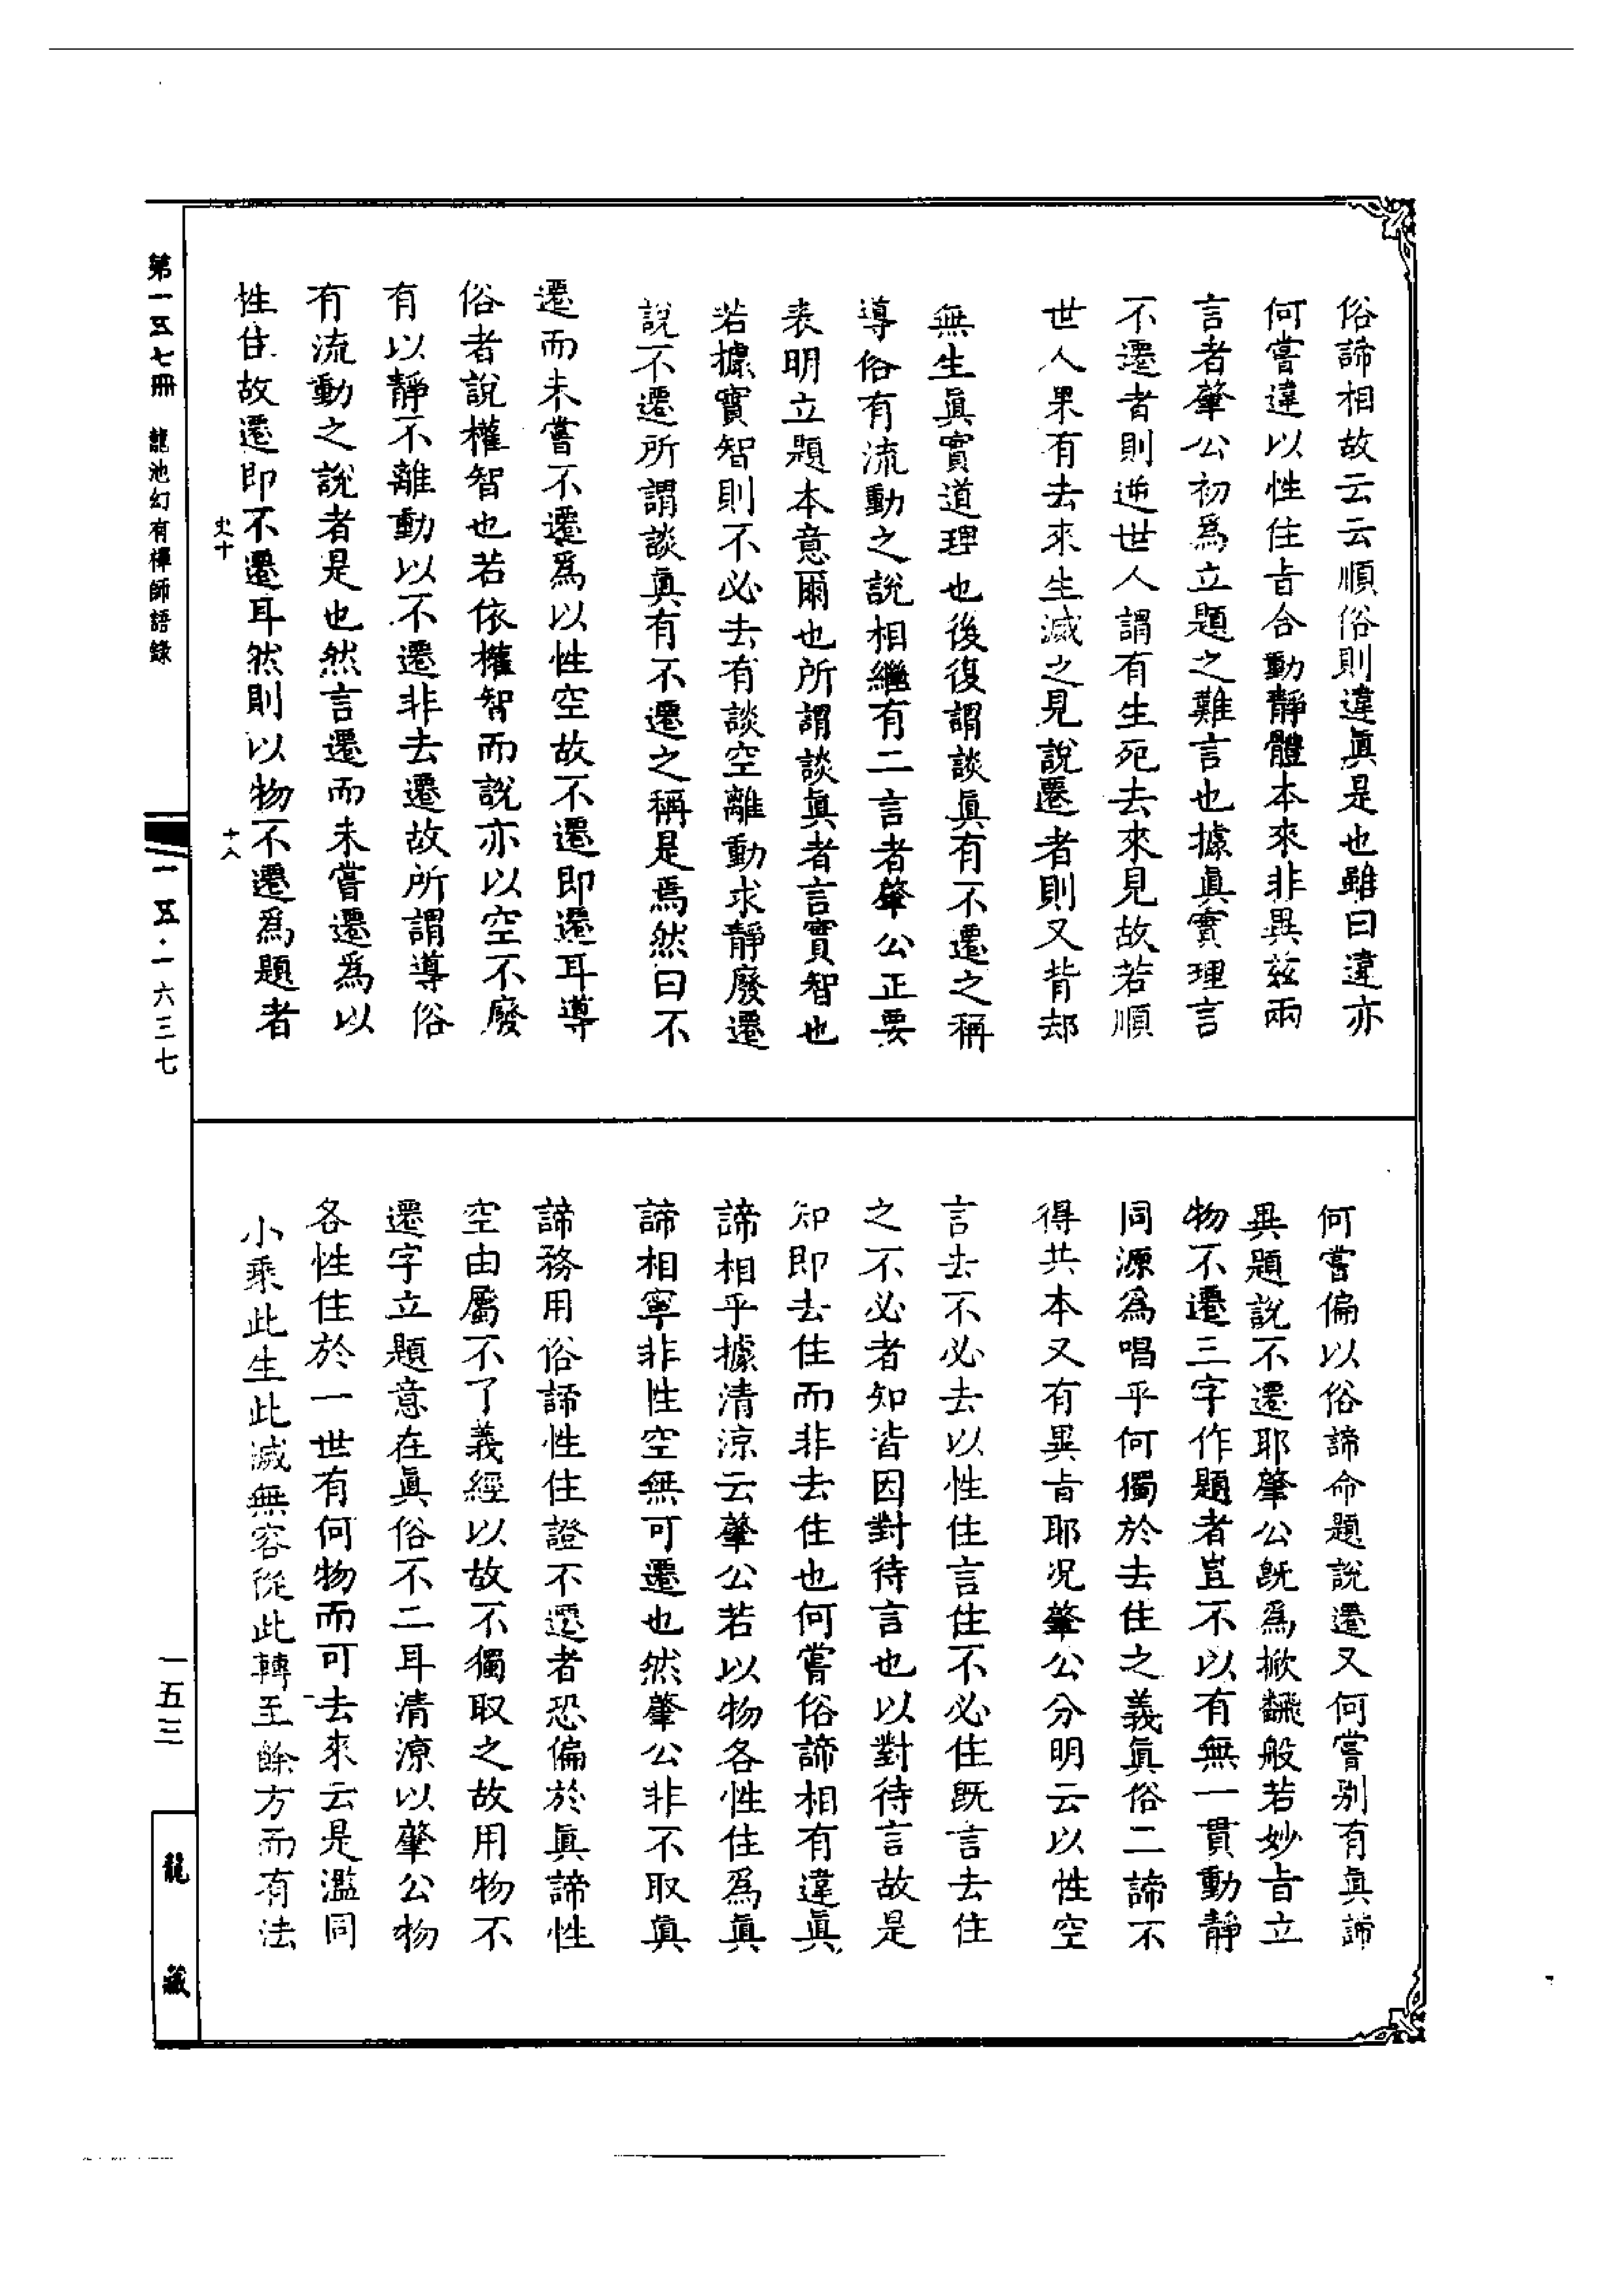 俗諦相故云云順俗則違眞是也雖曰違亦
何嘗違以性住㫖合動靜體本來非異兹兩
言者肇公初爲立題之難言也據眞實理言
不遷者則逆世人謂有生死去來見故若順
世人果有去來生滅之見説遷者則又背却
無生眞實道理也後復謂談眞有不遷之稱
導俗有流動之説相繼有二言者肇公正要
表明立題本意爾也所謂談眞者言實智也
若據實智則不必去有談空離動求靜廢遷
説不遷所謂談眞有不遷之稱是焉然曰不
遷而未嘗不遷爲以性空故不遷即遷耳導
俗者説權智也若依權智而説亦以空不廢
有以靜不離動以不遷非去遷故所謂導俗
有流動之説者是也然言遷而未嘗遷爲以
性住故遷即不遷耳然則以物不遷爲題者
何嘗偏以俗諦命題説遷又何嘗别有眞諦
異題説不遷耶肇公旣爲掀飜般若妙㫖立
物不遷三字作題者豈不以有無一貫動靜
同源爲唱乎何獨於去住之義眞俗二諦不
得共本又有異㫖耶况肇公分明云以性空
言去不必去以性住言住不必住旣言去住
之不必者知皆因對待言也以對待言故是
知即去住而非去住也何嘗俗諦相有違眞
諦相乎據清涼云肇公若以物各性住爲眞
諦相寧非性空無可遷也然肇公非不取眞
諦務用俗諦性住證不遷者恐偏於眞諦性
空由屬不了義經以故不獨取之故用物不
遷字立題意在眞俗不二耳清凉以肇公物
各性住於一世有何物而可去來云是濫同
小乘此生此滅無容從此轉至餘方而有法
第一五七冊　龍池幻有禪師語錄
史十
十八
一五·一六三七
一五三
龍藏